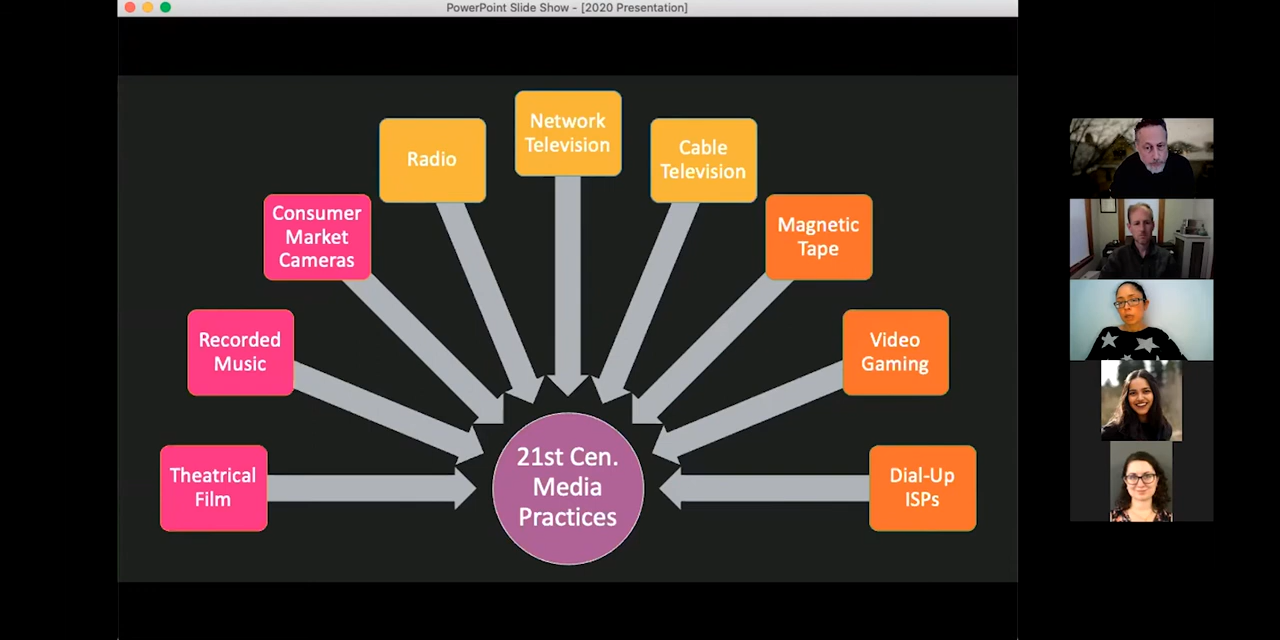 PowerPoint Slide Show - [2020 Presentation]
Network
Television
Radio
Cable
Television
Consumer
Market
Cameras
Magnetic
Tape
Recorded
Music
Video
Gaming
Theatrical
Film
21st Cen.
Media
Practices
Dial-Up
ISPs